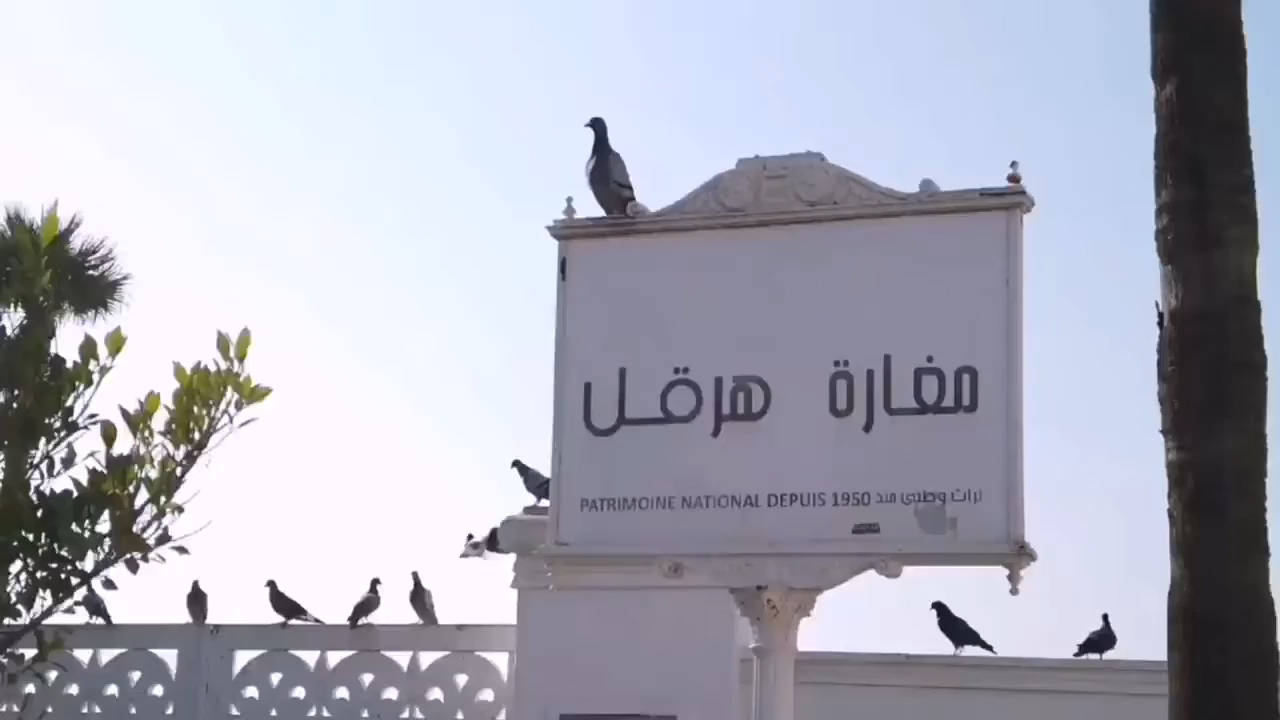 مغارة هرقل
PATRIMOINE NATIONAL DEPUIS 1950 تراث وطني منذ